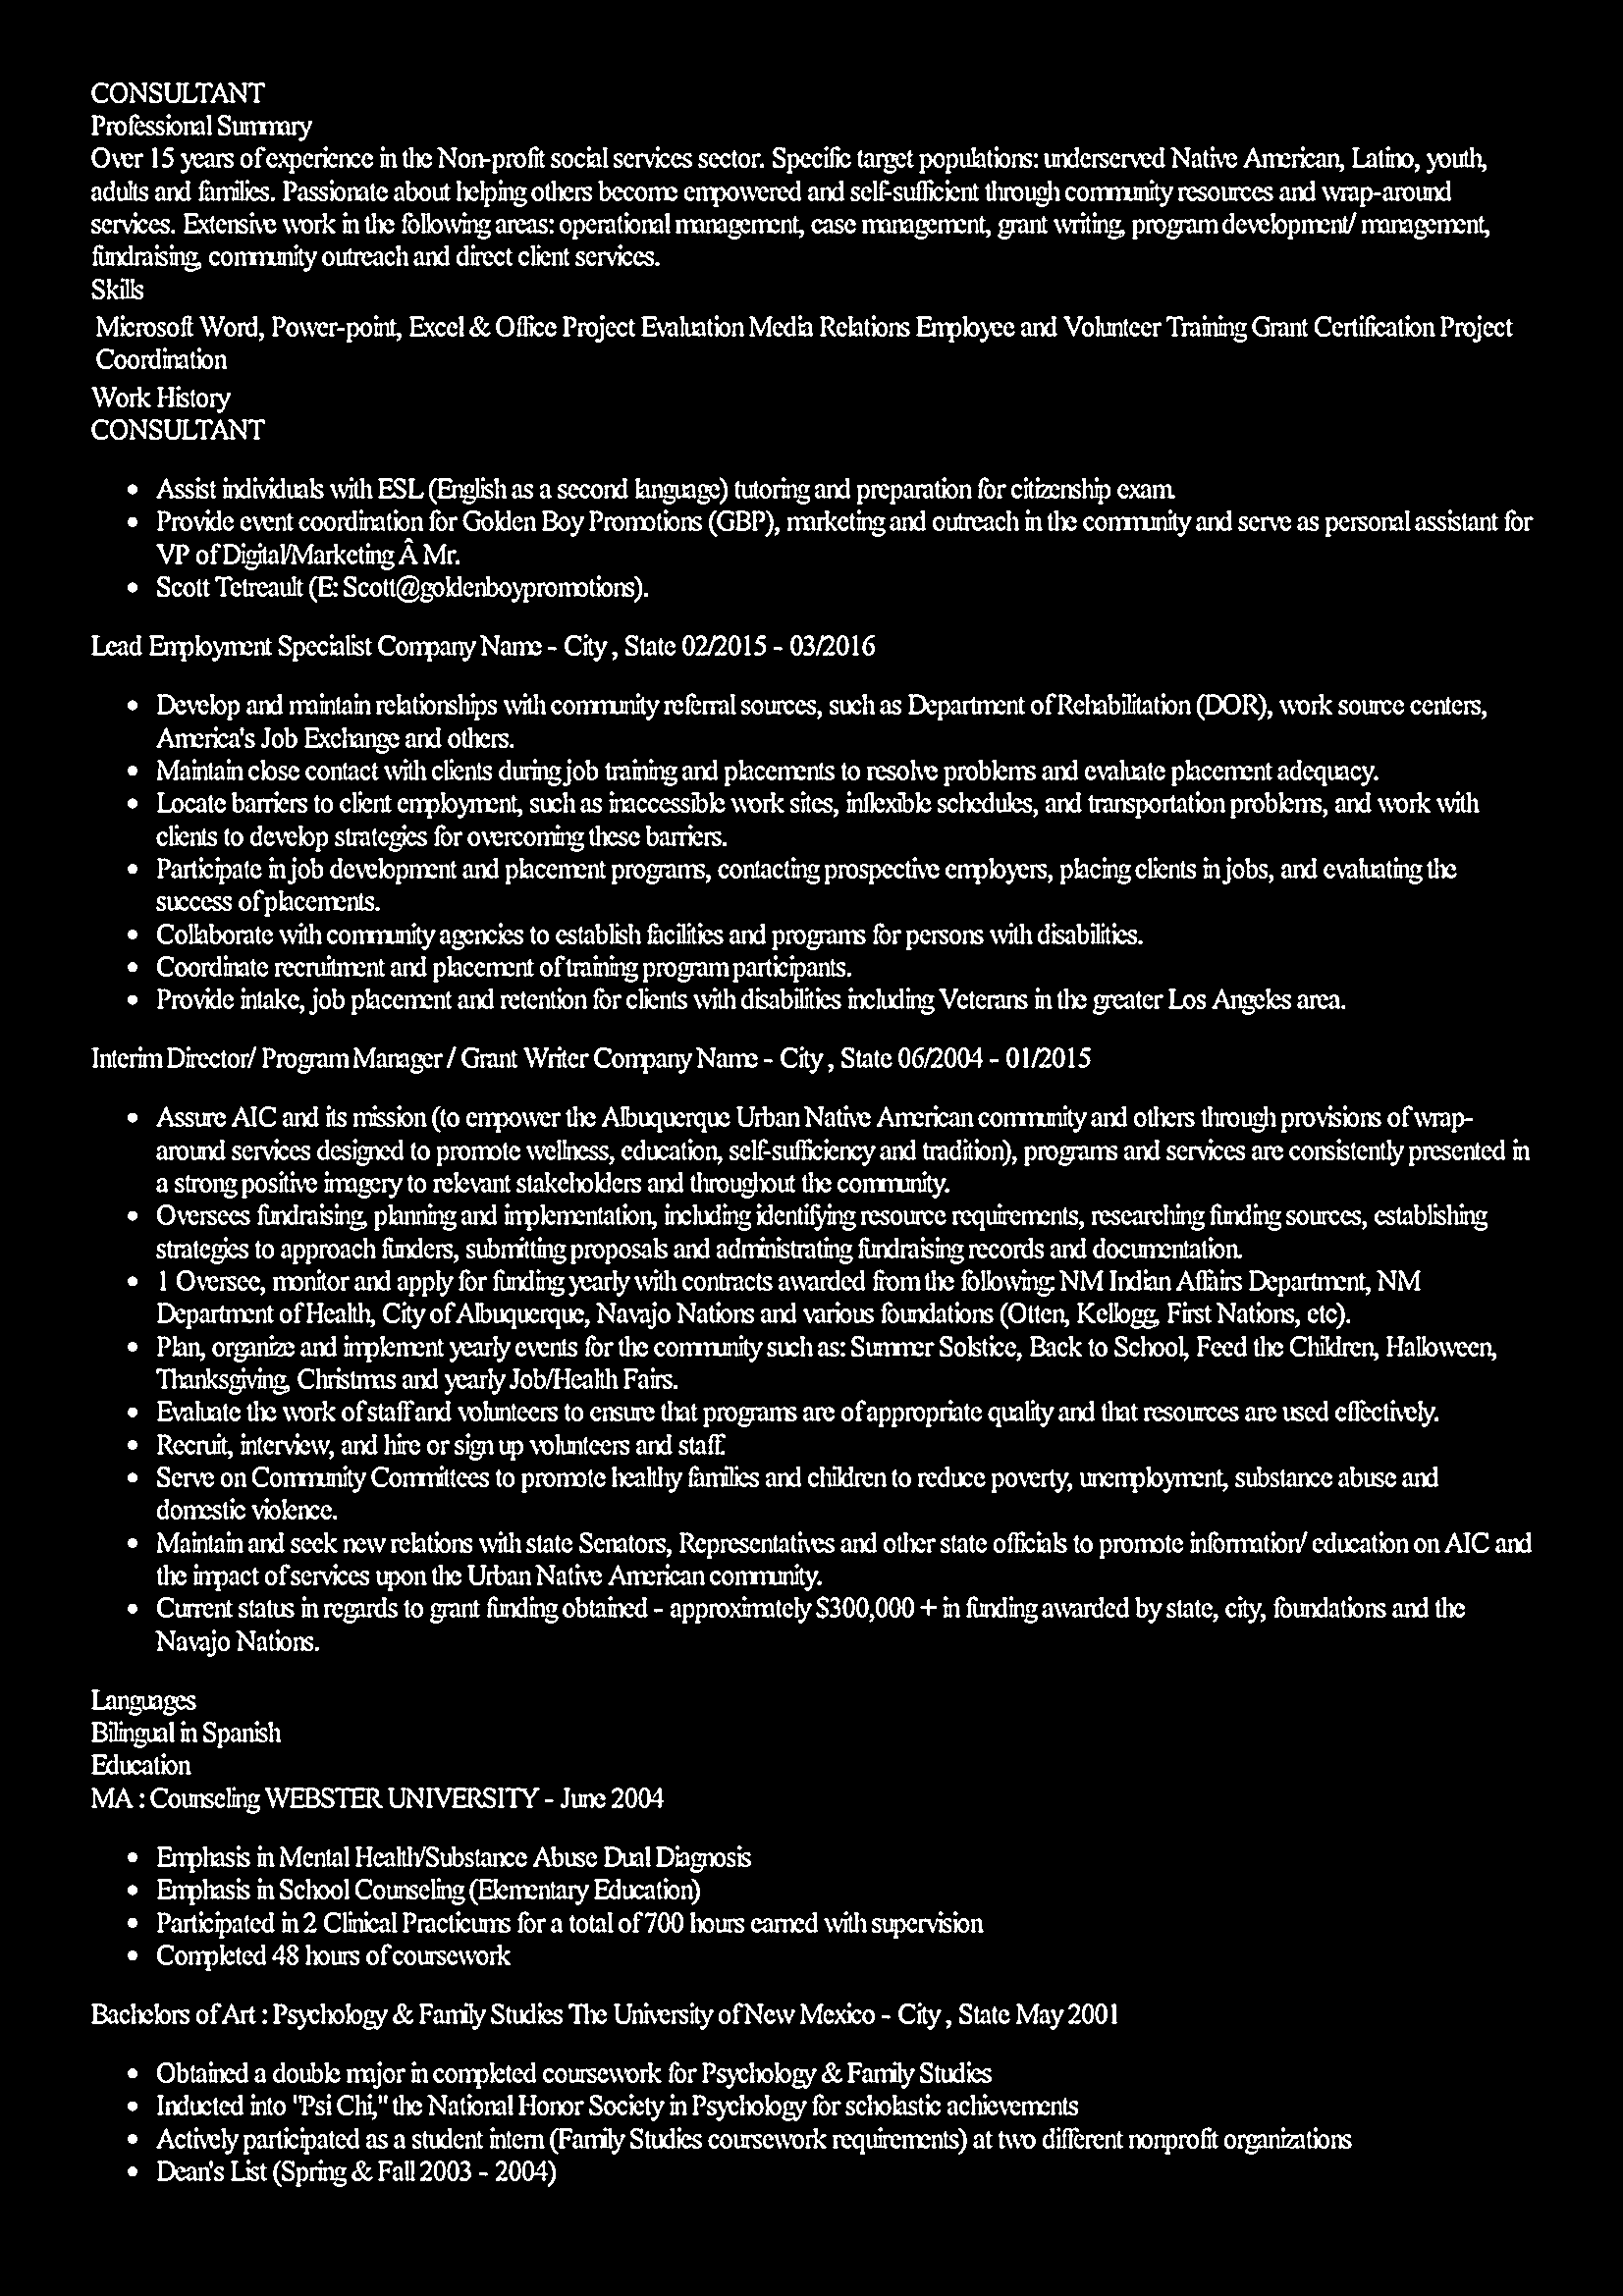 CONSULTANT
Professional Summary
Over 15 years of experience in the Non-profit social services sector. Specific target populations: underserved Native American, Latino, youth,
adults and families. Passionate about helping others become empowered and self-sufficient through community resources and wrap-around
services. Extensive work in the following areas: operational management, case management, grant writing, program development/ management,
fundraising, community outreach and direct client services.
Skills
Microsoft Word, Power-point, Excel & Office Project Evaluation Media Relations Employee and Volunteer Training Grant Certification Project
Coordination
Work History
CONSULTANT
• Assist individuals with ESL (English as a second language) tutoring and preparation for citizenship exam.
• Provide event coordination for Golden Boy Promotions (GBP), marketing and outreach in the community and serve as personal assistant for
VP of Digital/Marketing Â Mr.
• Scott Tetreault (E: Scott@goldenboypromotions).
Lead Employment Specialist Company Name - City , State 02/2015 - 03/2016
• Develop and maintain relationships with community referral sources, such as Department of Rehabilitation (DOR), work source centers,
America's Job Exchange and others.
• Maintain close contact with clients during job training and placements to resolve problems and evaluate placement adequacy.
• Locate barriers to client employment, such as inaccessible work sites, inflexible schedules, and transportation problems, and work with
clients to develop strategies for overcoming these barriers.
• Participate in job development and placement programs, contacting prospective employers, placing clients in jobs, and evaluating the
success of placements.
• Collaborate with community agencies to establish facilities and programs for persons with disabilities.
• Coordinate recruitment and placement of training program participants.
• Provide intake, job placement and retention for clients with disabilities including Veterans in the greater Los Angeles area.
Interim Director/ Program Manager / Grant Writer Company Name - City , State 06/2004 - 01/2015
• Assure AIC and its mission (to empower the Albuquerque Urban Native American community and others through provisions of wrap-
around services designed to promote wellness, education, self-sufficiency and tradition), programs and services are consistently presented in
a strong positive imagery to relevant stakeholders and throughout the community.
• Oversees fundraising, planning and implementation, including identifying resource requirements, researching funding sources, establishing
strategies to approach funders, submitting proposals and administrating fundraising records and documentation.
• 1 Oversee, monitor and apply for funding yearly with contracts awarded from the following: NM Indian Affairs Department, NM
Department of Health, City of Albuquerque, Navajo Nations and various foundations (Otten, Kellogg, First Nations, etc).
• Plan, organize and implement yearly events for the community such as: Summer Solstice, Back to School, Feed the Children, Halloween,
Thanksgiving, Christmas and yearly Job/Health Fairs.
• Evaluate the work of staff and volunteers to ensure that programs are of appropriate quality and that resources are used effectively.
• Recruit, interview, and hire or sign up volunteers and staff.
• Serve on Community Committees to promote healthy families and children to reduce poverty, unemployment, substance abuse and
domestic violence.
• Maintain and seek new relations with state Senators, Representatives and other state officials to promote information/ education on AIC and
the impact of services upon the Urban Native American community.
• Current status in regards to grant funding obtained - approximately $300,000 + in funding awarded by state, city, foundations and the
Navajo Nations.
Languages
Bilingual in Spanish
Education
MA : Counseling WEBSTER UNIVERSITY - June 2004
• Emphasis in Mental Health/Substance Abuse Dual Diagnosis
• Emphasis in School Counseling (Elementary Education)
• Participated in 2 Clinical Practicums for a total of 700 hours earned with supervision
• Completed 48 hours of coursework
Bachelors of Art : Psychology & Family Studies The University of New Mexico - City , State May 2001
• Obtained a double major in completed coursework for Psychology & Family Studies
• Inducted into "Psi Chi," the National Honor Society in Psychology for scholastic achievements
• Actively participated as a student intern (Family Studies coursework requirements) at two different nonprofit organizations
• Dean's List (Spring & Fall 2003 - 2004)